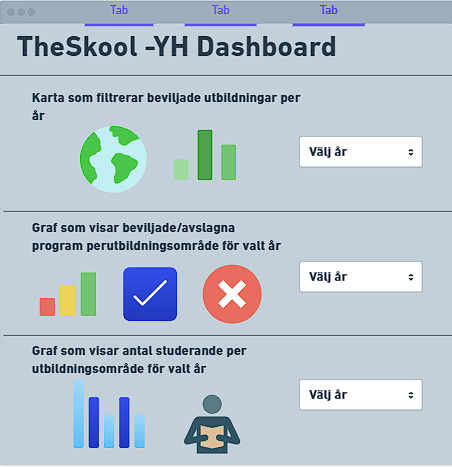 Tab Tab Tab
TheSkool -YH Dashboard
Karta som filtrerar beviljade utbildningar per
år
Välj år
Graf som visar beviljade/avslagna
program perutbildningsområde för valt år
Välj år
Graf som visar antal studerande per
utbildningsområde för valt år
Välj år